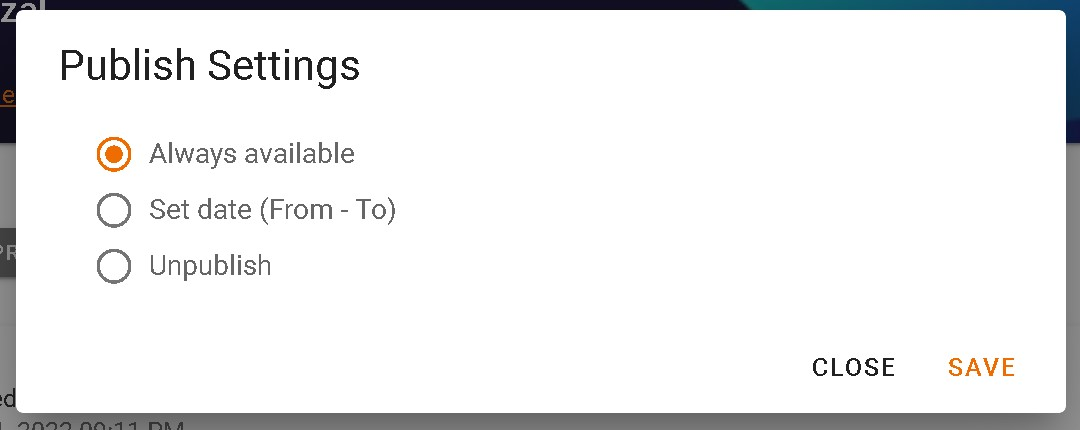 Publish Settings
Always available
Set date (From - To)
Unpublish
CLOSE SAVE